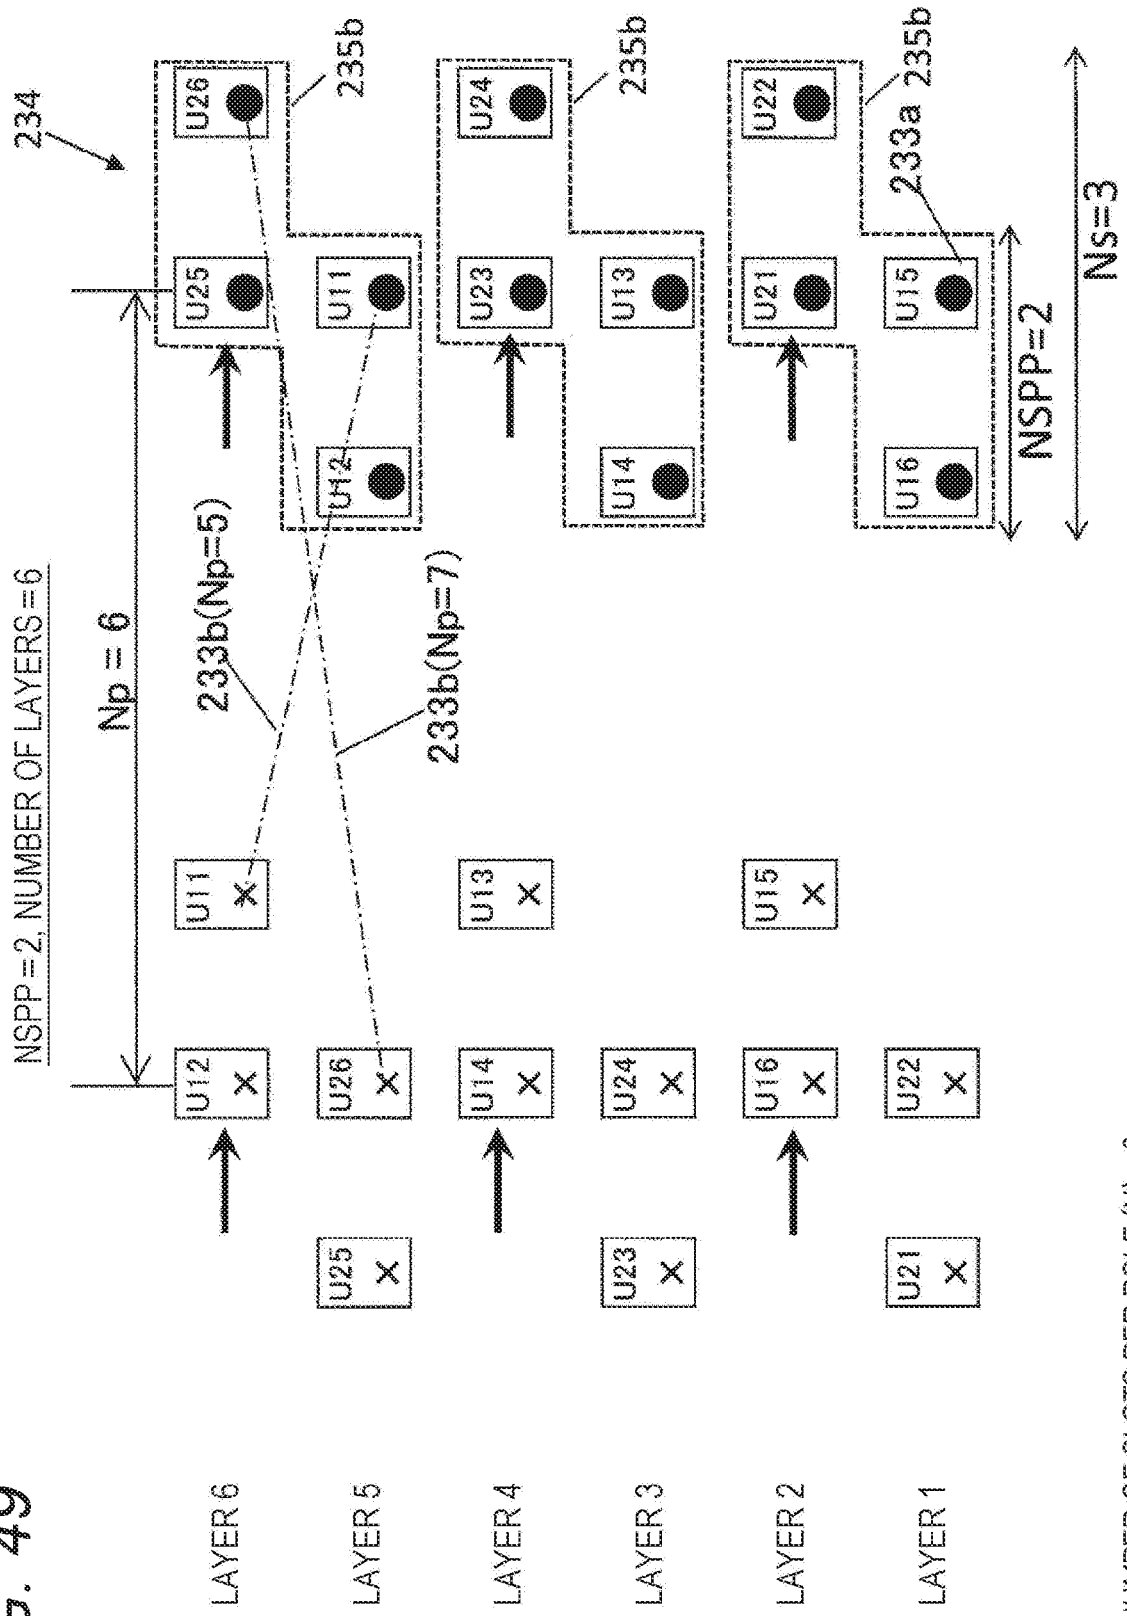 49
NSPP=2, NUMBER OF LAYERS=6
234
Np = 6
235b
235b
235b
LAYER 6
U12
U11
U25
U26
233b(Np=5)
LAYER 5
U25
U26
U12
U11
233b(Np=7)
LAYER 4
U14
U13
U23
U24
LAYER 3
U23
U24
U14
U13
LAYER 2
U16
U15
U21
U22
233a
LAYER 1
U21
U22
U16
U15
NSPP=2
Ns=3